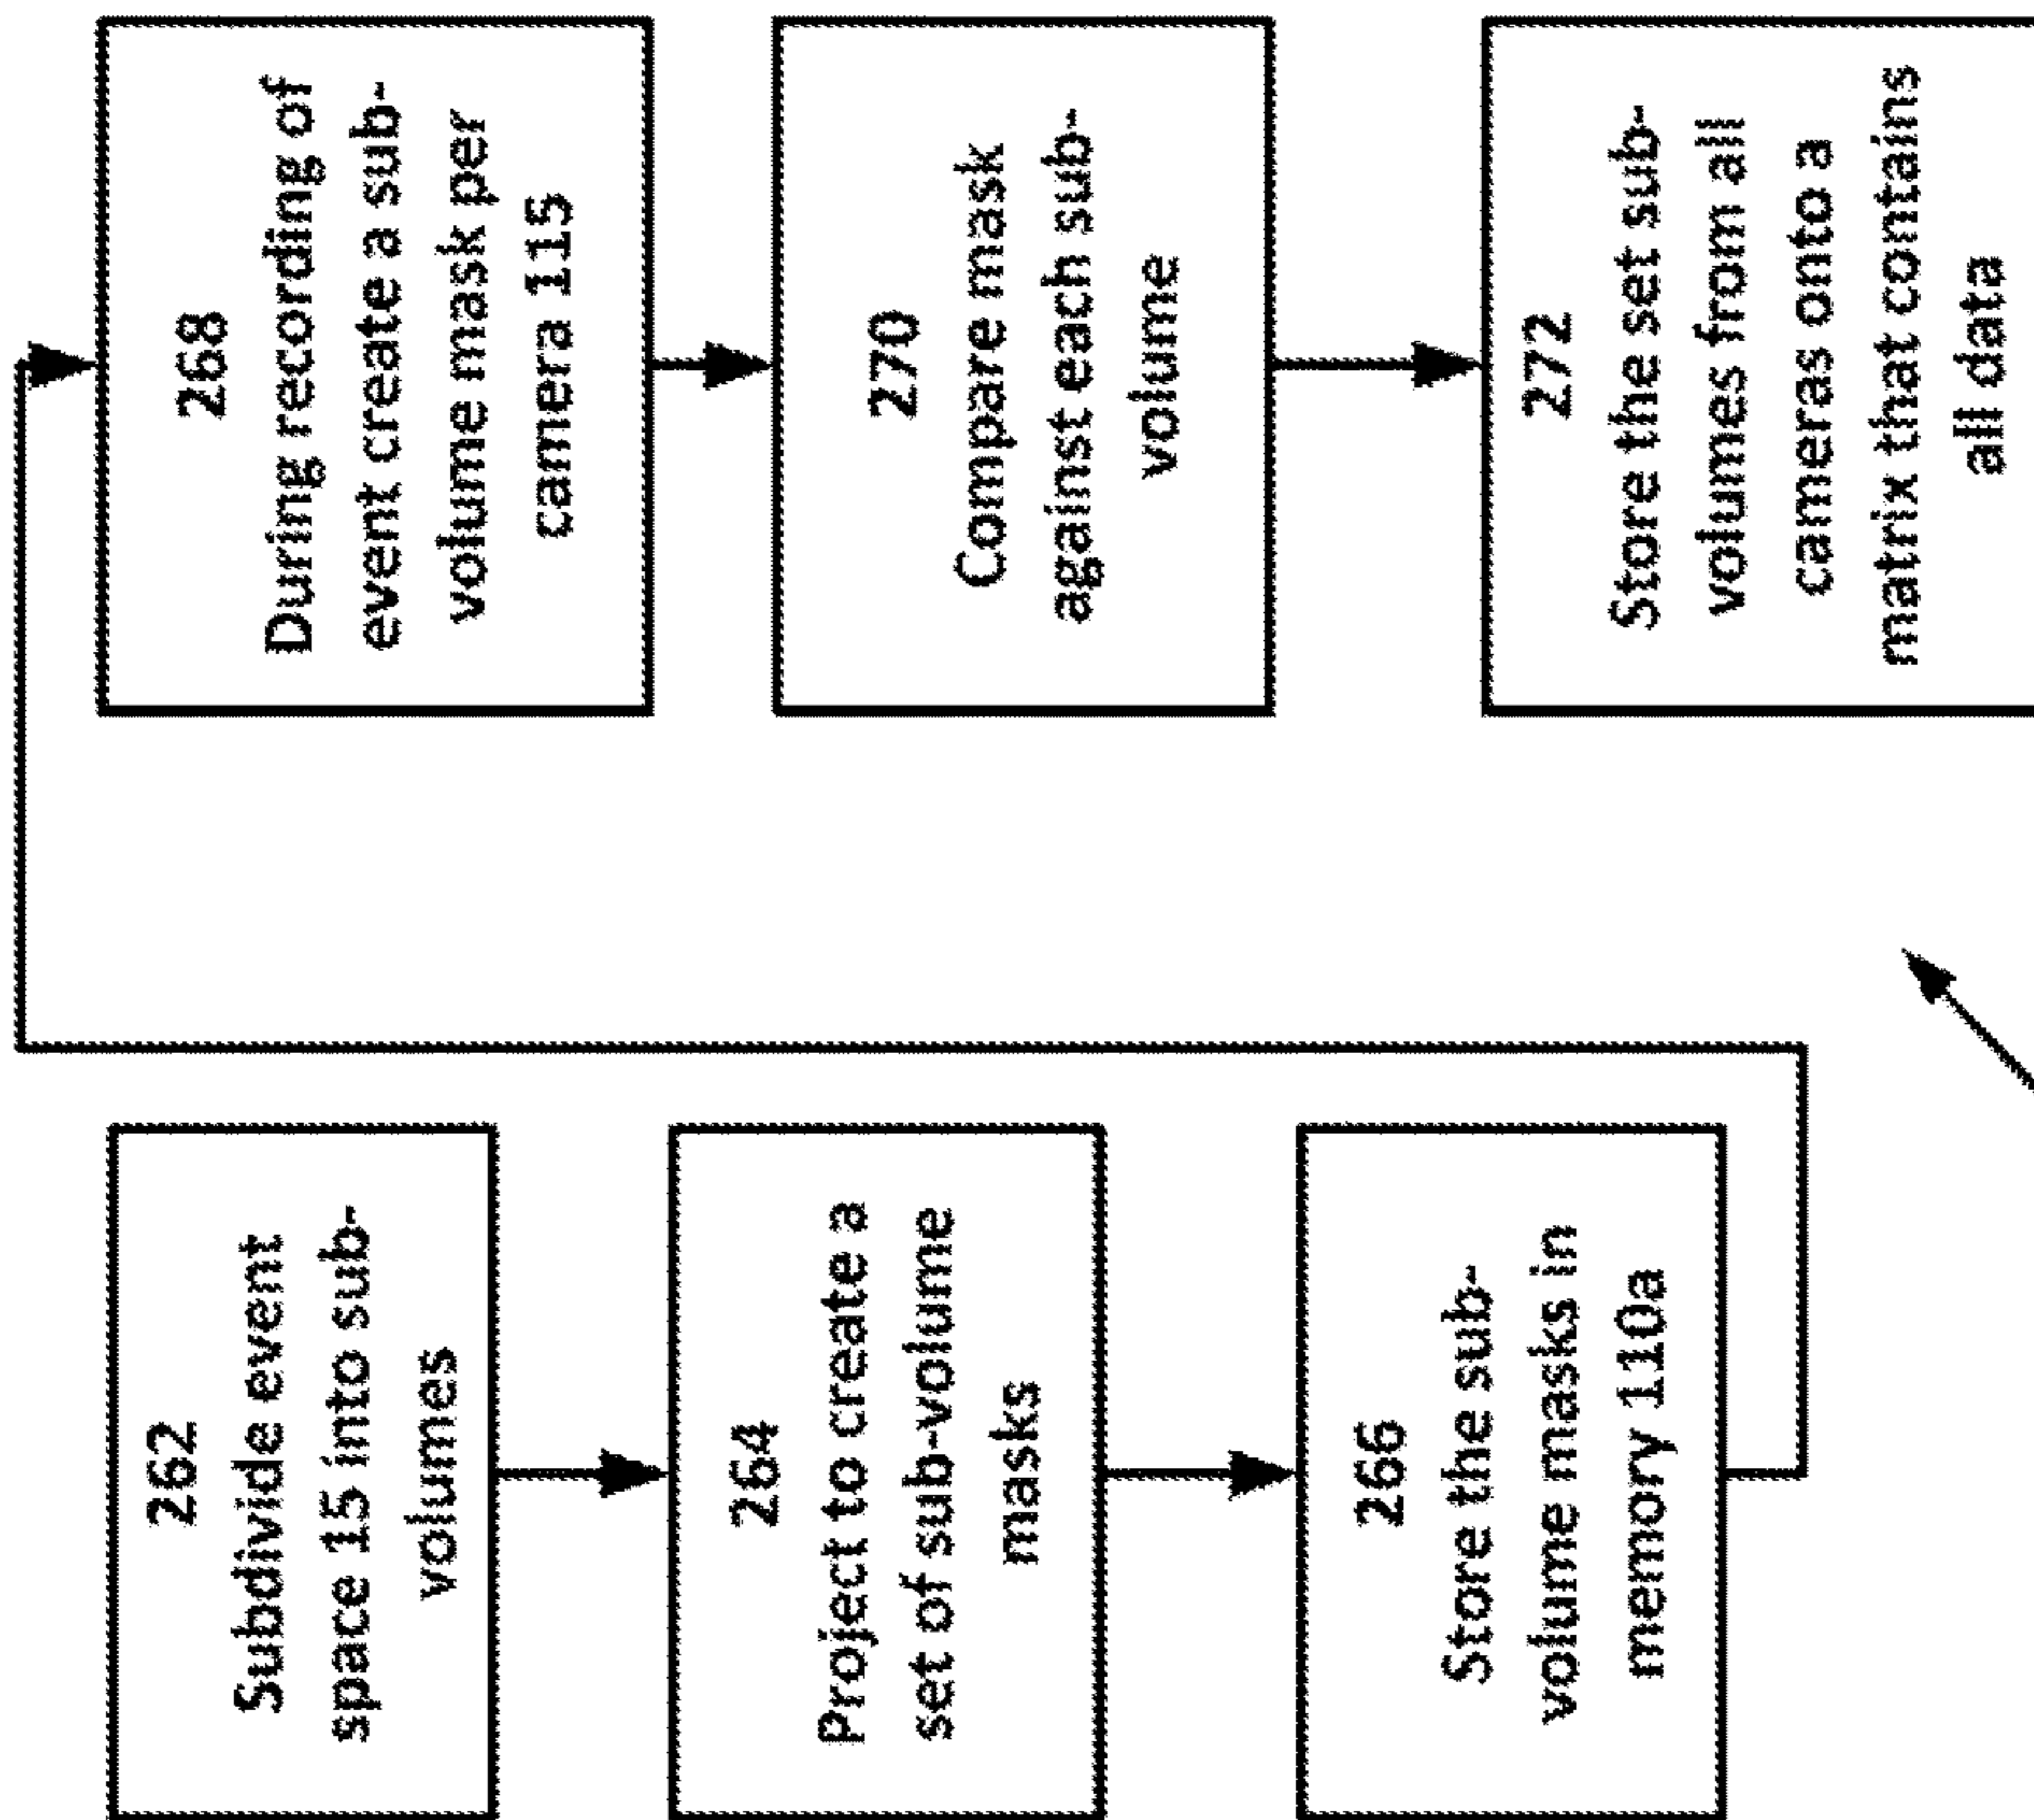 262
Subdivide event
space 15 into sub-
volumes
264
Project to create a
set of sub-volume
masks
266
Store the sub-
volume masks in
memory 110a
268
During recording of
event create a sub-
volume mask per
camera 115
270
Compare mask
against each sub-
volume
272
Store the set sub-
volumes from all
cameras onto a
matrix that contains
all data